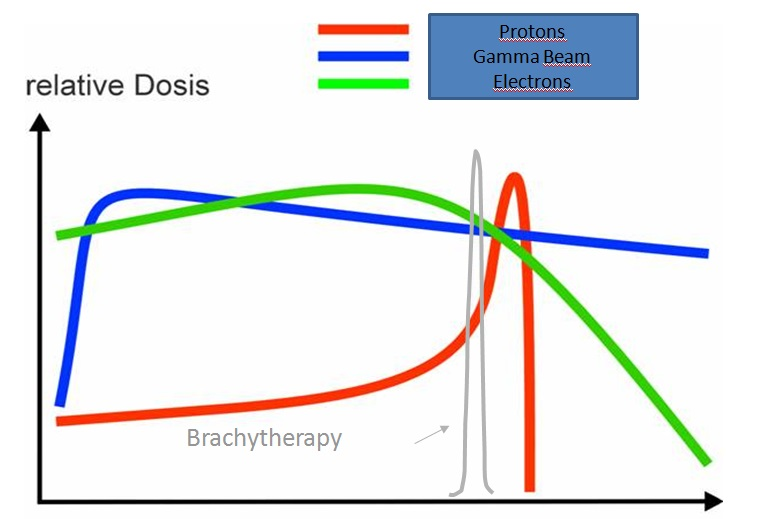 Protons
Gamma Beam
Electrons
relative Dosis
Brachytherapy